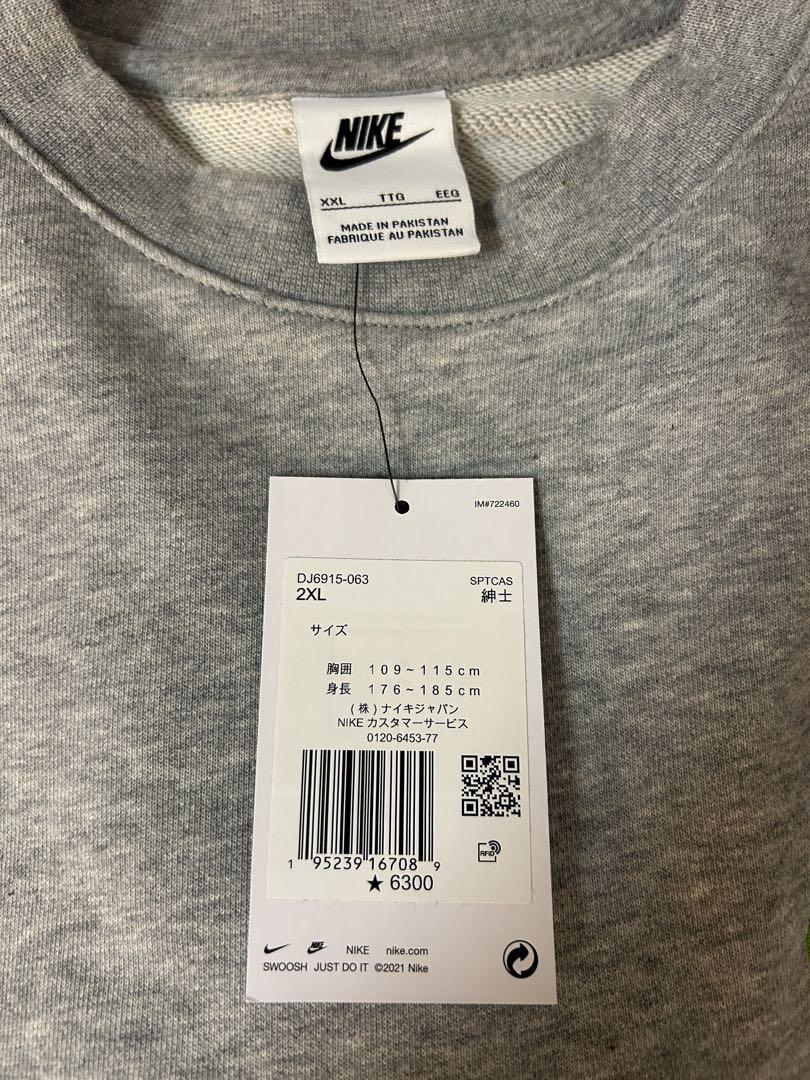 NIKE
XXL TTG EEG
MADE IN PAKISTAN
FABRIQUE AU PAKISTAN
IM#722460
DJ6915-063 SPTCAS
2XL 紳士
サイズ
胸囲 109~115cm
身長 176~185cm
(株)ナイキジャパン
NIKE カスタマーサービス
0120-6453-77
1 95239 16708 9
RFID
★ 6300
NIKE NIKE nike.com
SWOOSH JUST DO IT ©2021 Nike